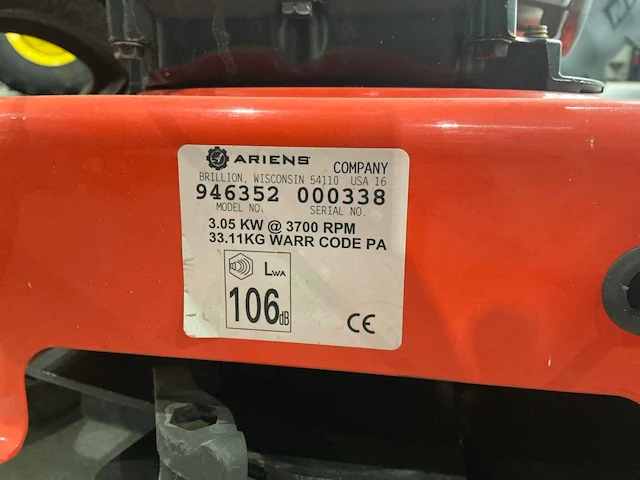 ARIENS COMPANY
BRILLION, WISCONSIN 54110 USA 16
946352 000338
MODEL NO. SERIAL NO.
3.05 KW @ 3700 RPM
33.11KG WARR CODE PA
LWA
106dB
CE